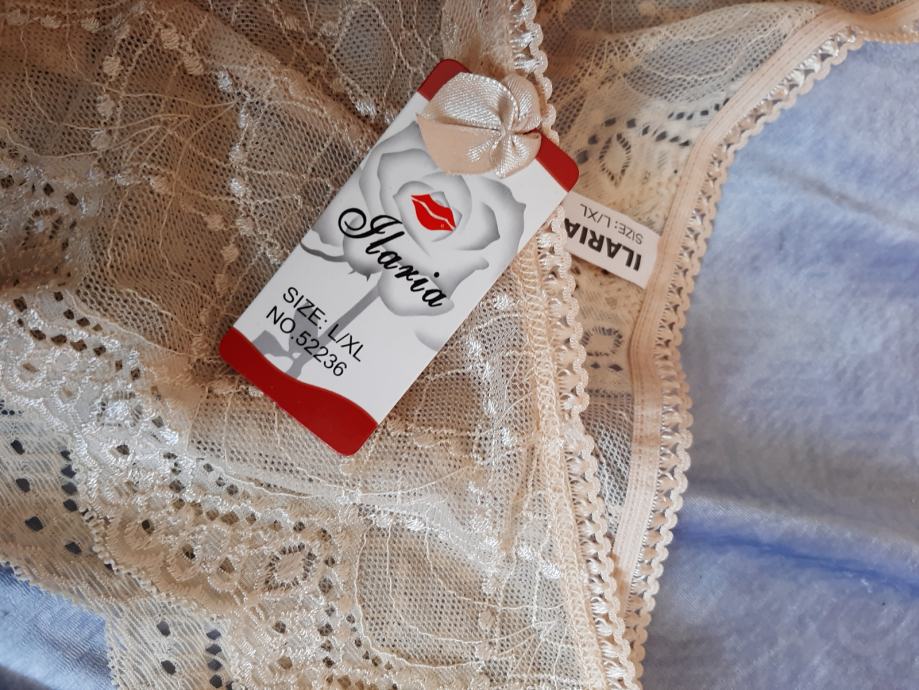 Ilaria
SIZE: L/XL
NO.52236
ILARIA
SIZE: L/XL